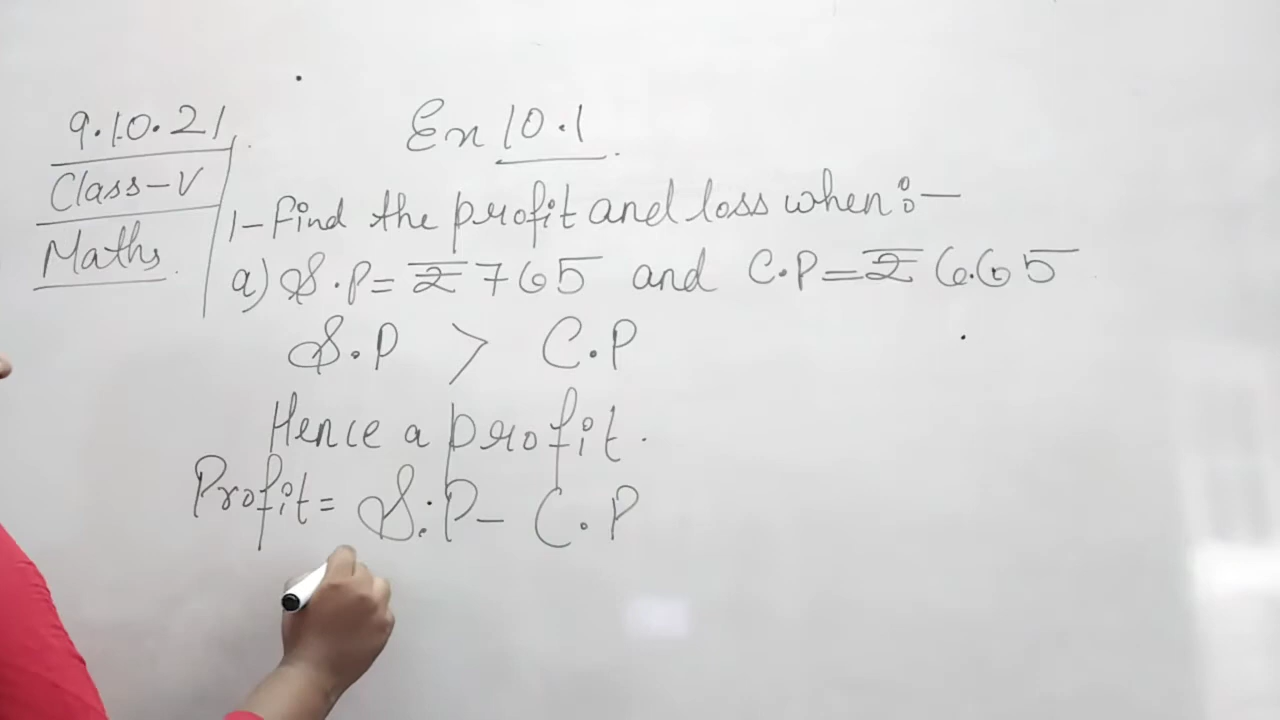 9.10.21
Class-V
Maths
Ex 10.1
1- Find the profit and loss when:-
a) S.P = ₹ 765 and C.P = ₹ 665
S.P > C.P
Hence a profit.
Profit = S.P - C.P